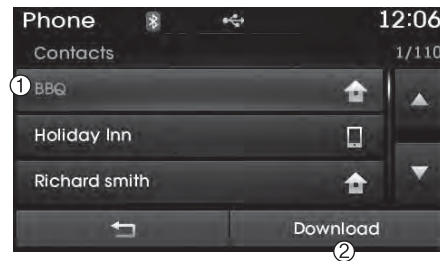 Phone 12:06
Contacts 1/110
① BBQ
Holiday Inn
Richard smith
Download
②